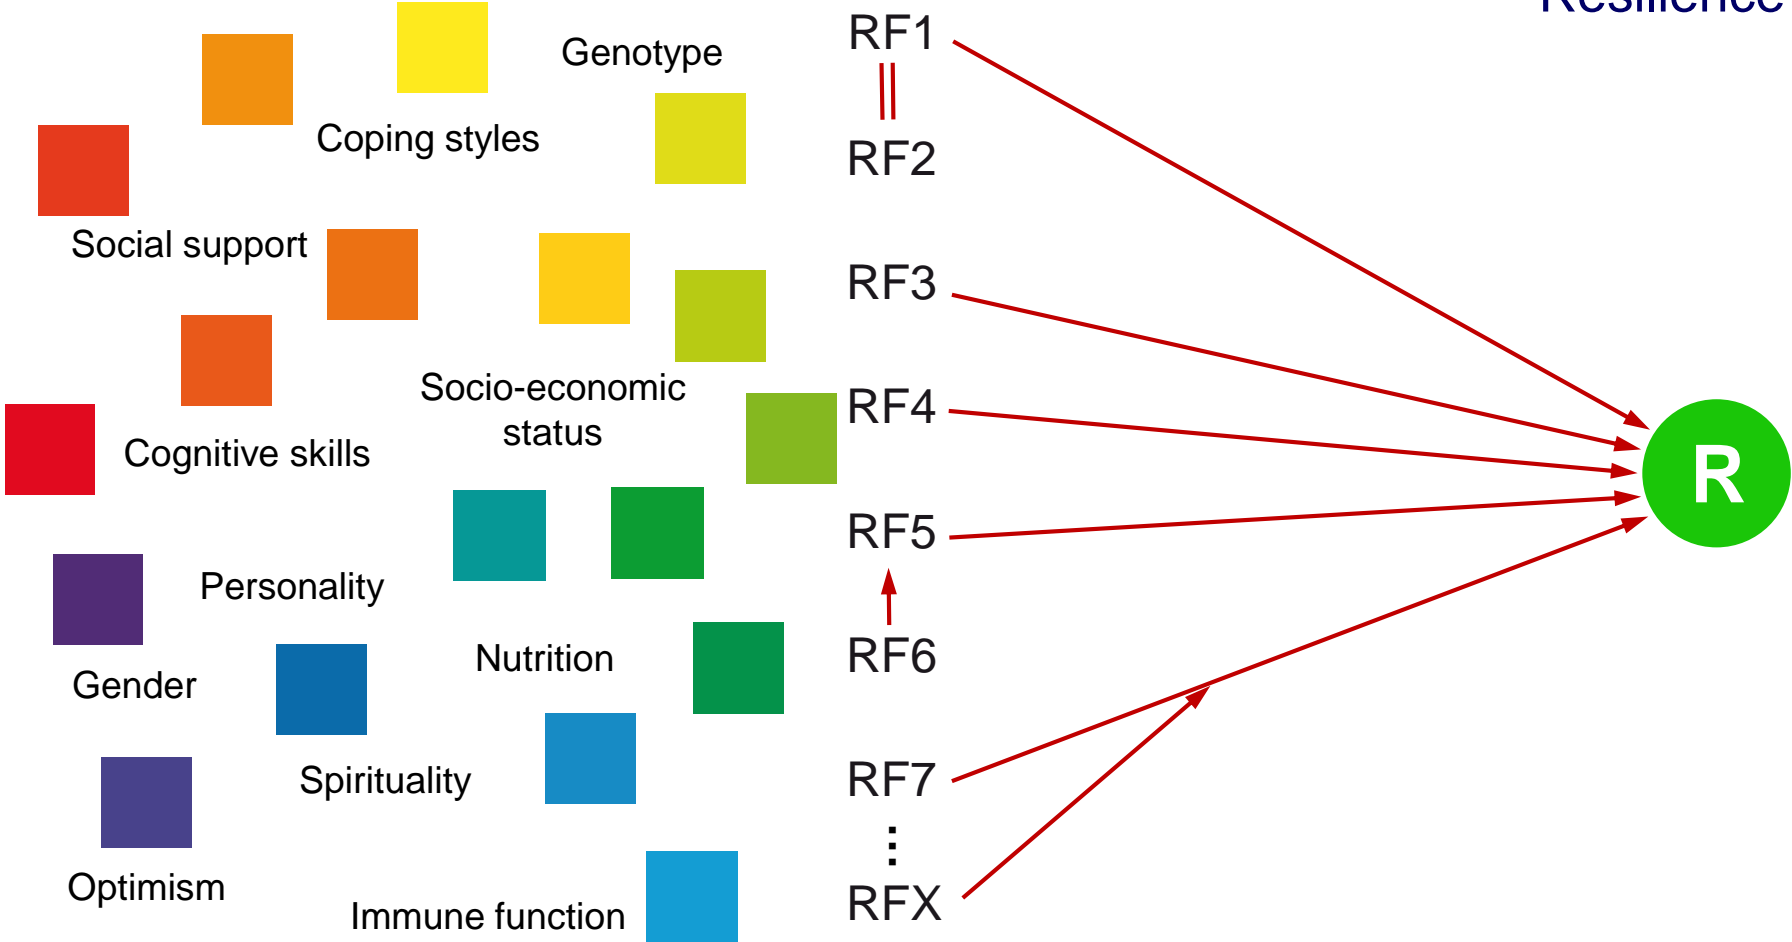 Resilience
Genotype
Coping styles
Social support
Socio-economic
status
Cognitive skills
Personality
Nutrition
Gender
Spirituality
Optimism
Immune function
RF1
RF2
RF3
RF4
RF5
RF6
RF7
⋮
RFX
R